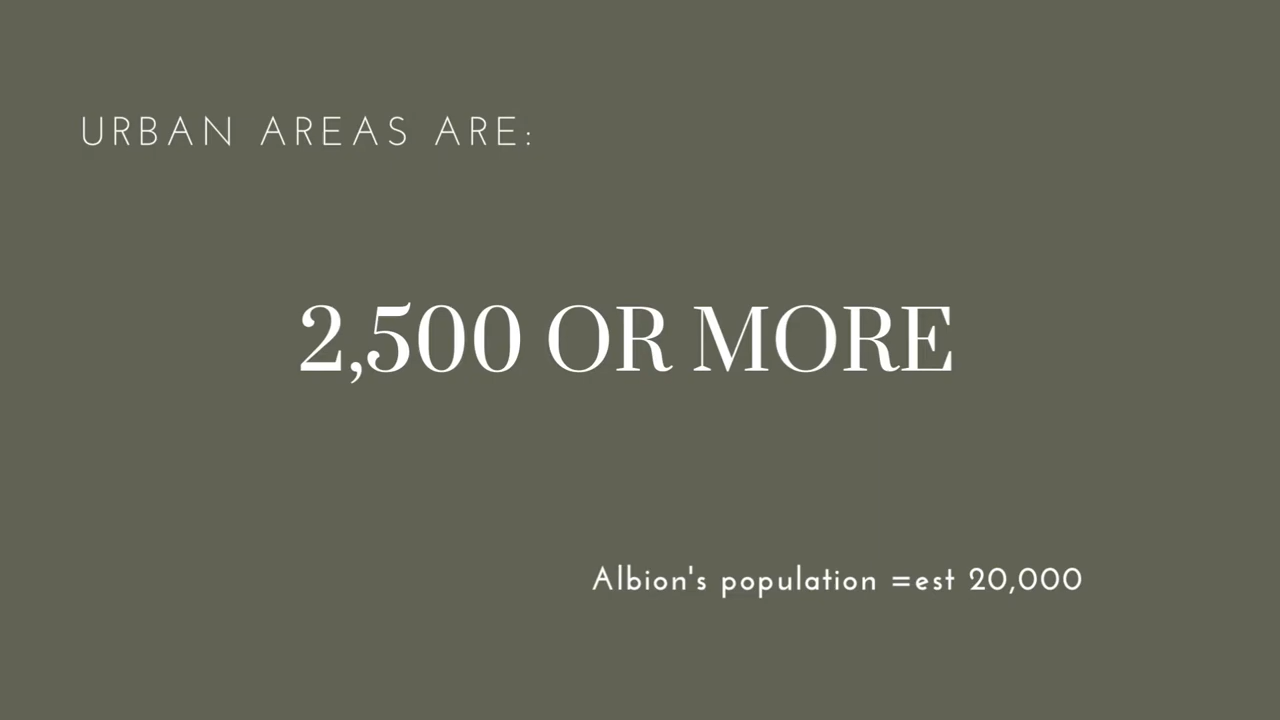 URBAN AREAS ARE:
2,500 OR MORE
Albion's population =est 20,000